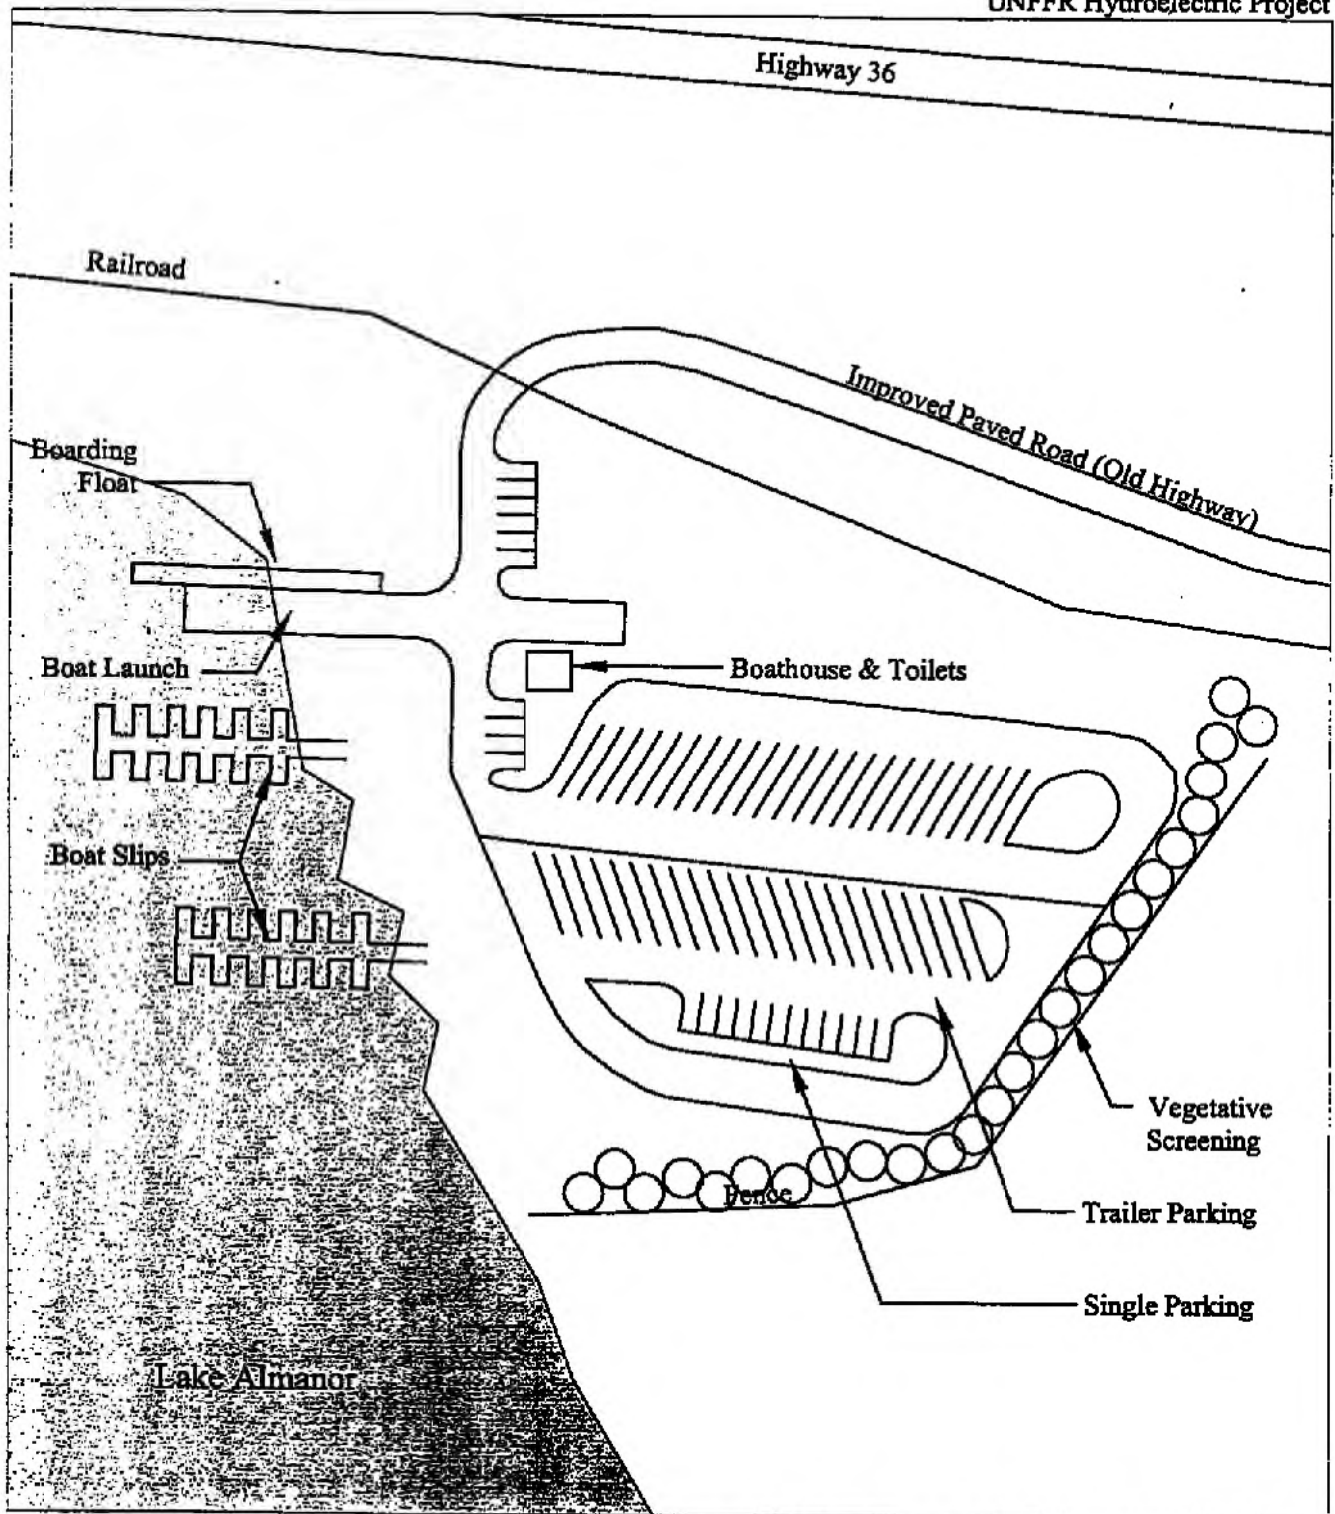 UNFFR Hydroelectric Project
Highway 36
Railroad
Improved Paved Road (Old Highway)
Boarding
Float
Boat Launch
Boathouse & Toilets
Boat Slips
Vegetative
Screening
Fence
Trailer Parking
Single Parking
Lake Almanor